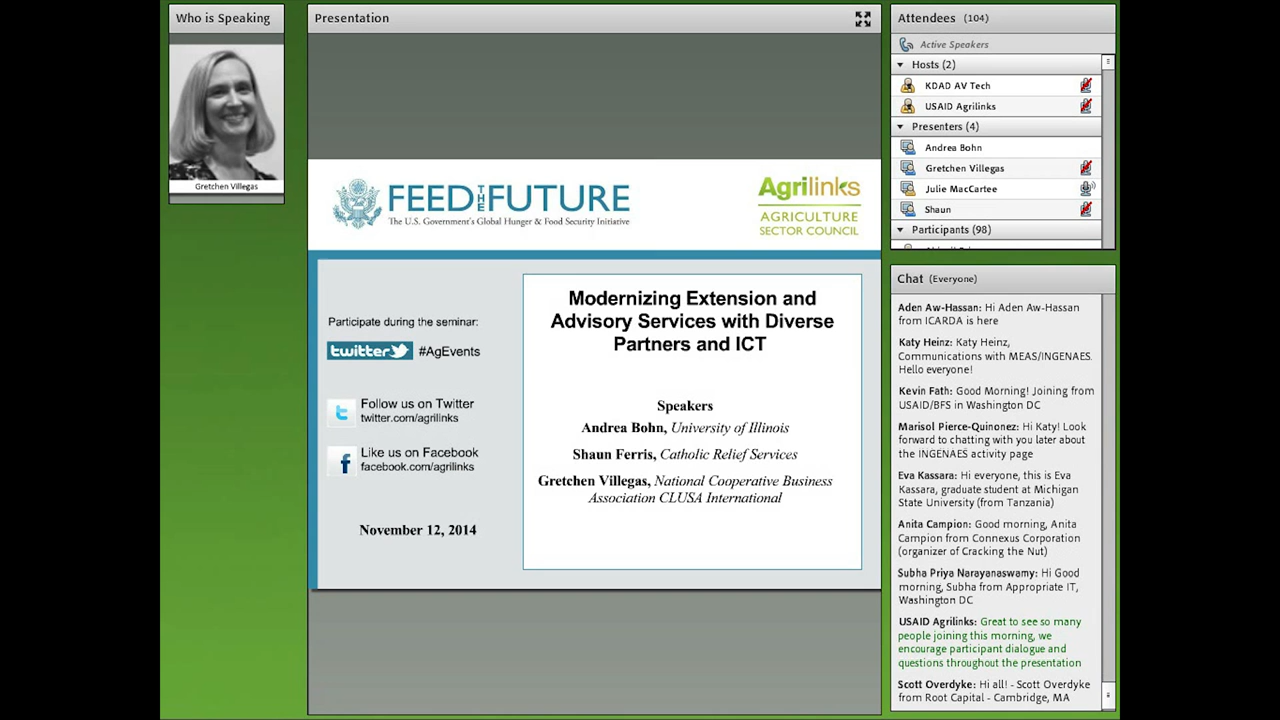 Who is Speaking
Gretchen Villegas
Presentation
FEED THE FUTURE
The U.S. Government's Global Hunger & Food Security Initiative
Agrilinks
AGRICULTURE
SECTOR COUNCIL
Participate during the seminar:
twitter #AgEvents
Follow us on Twitter
twitter.com/agrilinks
Like us on Facebook
facebook.com/agrilinks
November 12, 2014
Modernizing Extension and
Advisory Services with Diverse
Partners and ICT
Speakers
Andrea Bohn, University of Illinois
Shaun Ferris, Catholic Relief Services
Gretchen Villegas, National Cooperative Business
Association CLUSA International
Attendees (104)
Active Speakers
Hosts (2)
KDAD AV Tech
USAID Agrilinks
Presenters (4)
Andrea Bohn
Gretchen Villegas
Julie MacCartee
Shaun
Participants (98)
Chat (Everyone)
Aden Aw-Hassan: Hi Aden Aw-Hassan
from ICARDA is here
Katy Heinz: Katy Heinz,
Communications with MEAS/INGENAES.
Hello everyone!
Kevin Fath: Good Morning! Joining from
USAID/BFS in Washington DC
Marisol Pierce-Quinonez: Hi Katy! Look
forward to chatting with you later about
the INGENAES activity page
Eva Kassara: Hi everyone, this is Eva
Kassara, graduate student at Michigan
State University (from Tanzania)
Anita Campion: Good morning, Anita
Campion from Connexus Corporation
(organizer of Cracking the Nut)
Subha Priya Narayanaswamy: Hi Good
morning, Subha from Appropriate IT,
Washington DC
USAID Agrilinks: Great to see so many
people joining this morning, we
encourage participant dialogue and
questions throughout the presentation
Scott Overdyke: Hi all! - Scott Overdyke
from Root Capital - Cambridge, MA